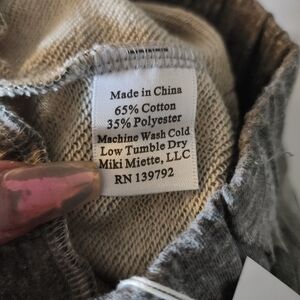 Made in China
65% Cotton
35% Polyester
Machine Wash Cold
Low Tumble Dry
Miki Miette, LLC
RN 139792